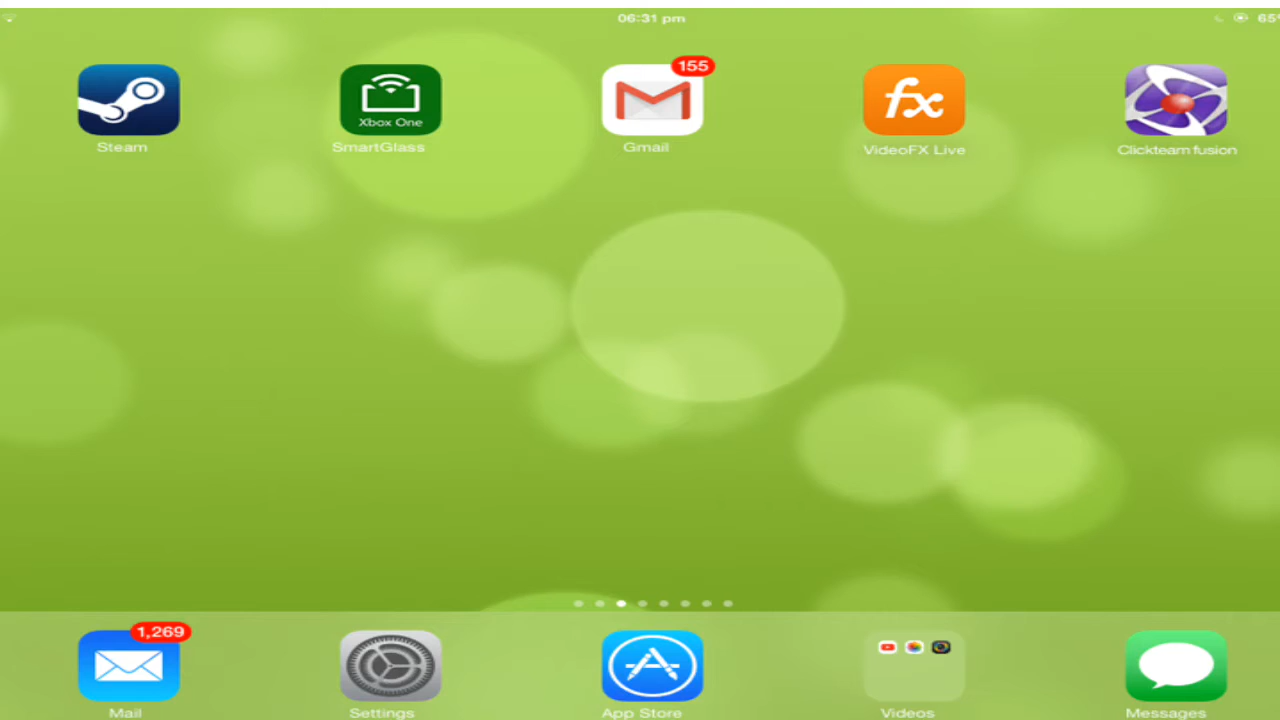 06:31 pm
65%
155
Xbox One
fx
Steam
SmartGlass
Gmail
VideoFX Live
Clickteam fusion
1,269
Mail
Settings
App Store
Videos
Messages